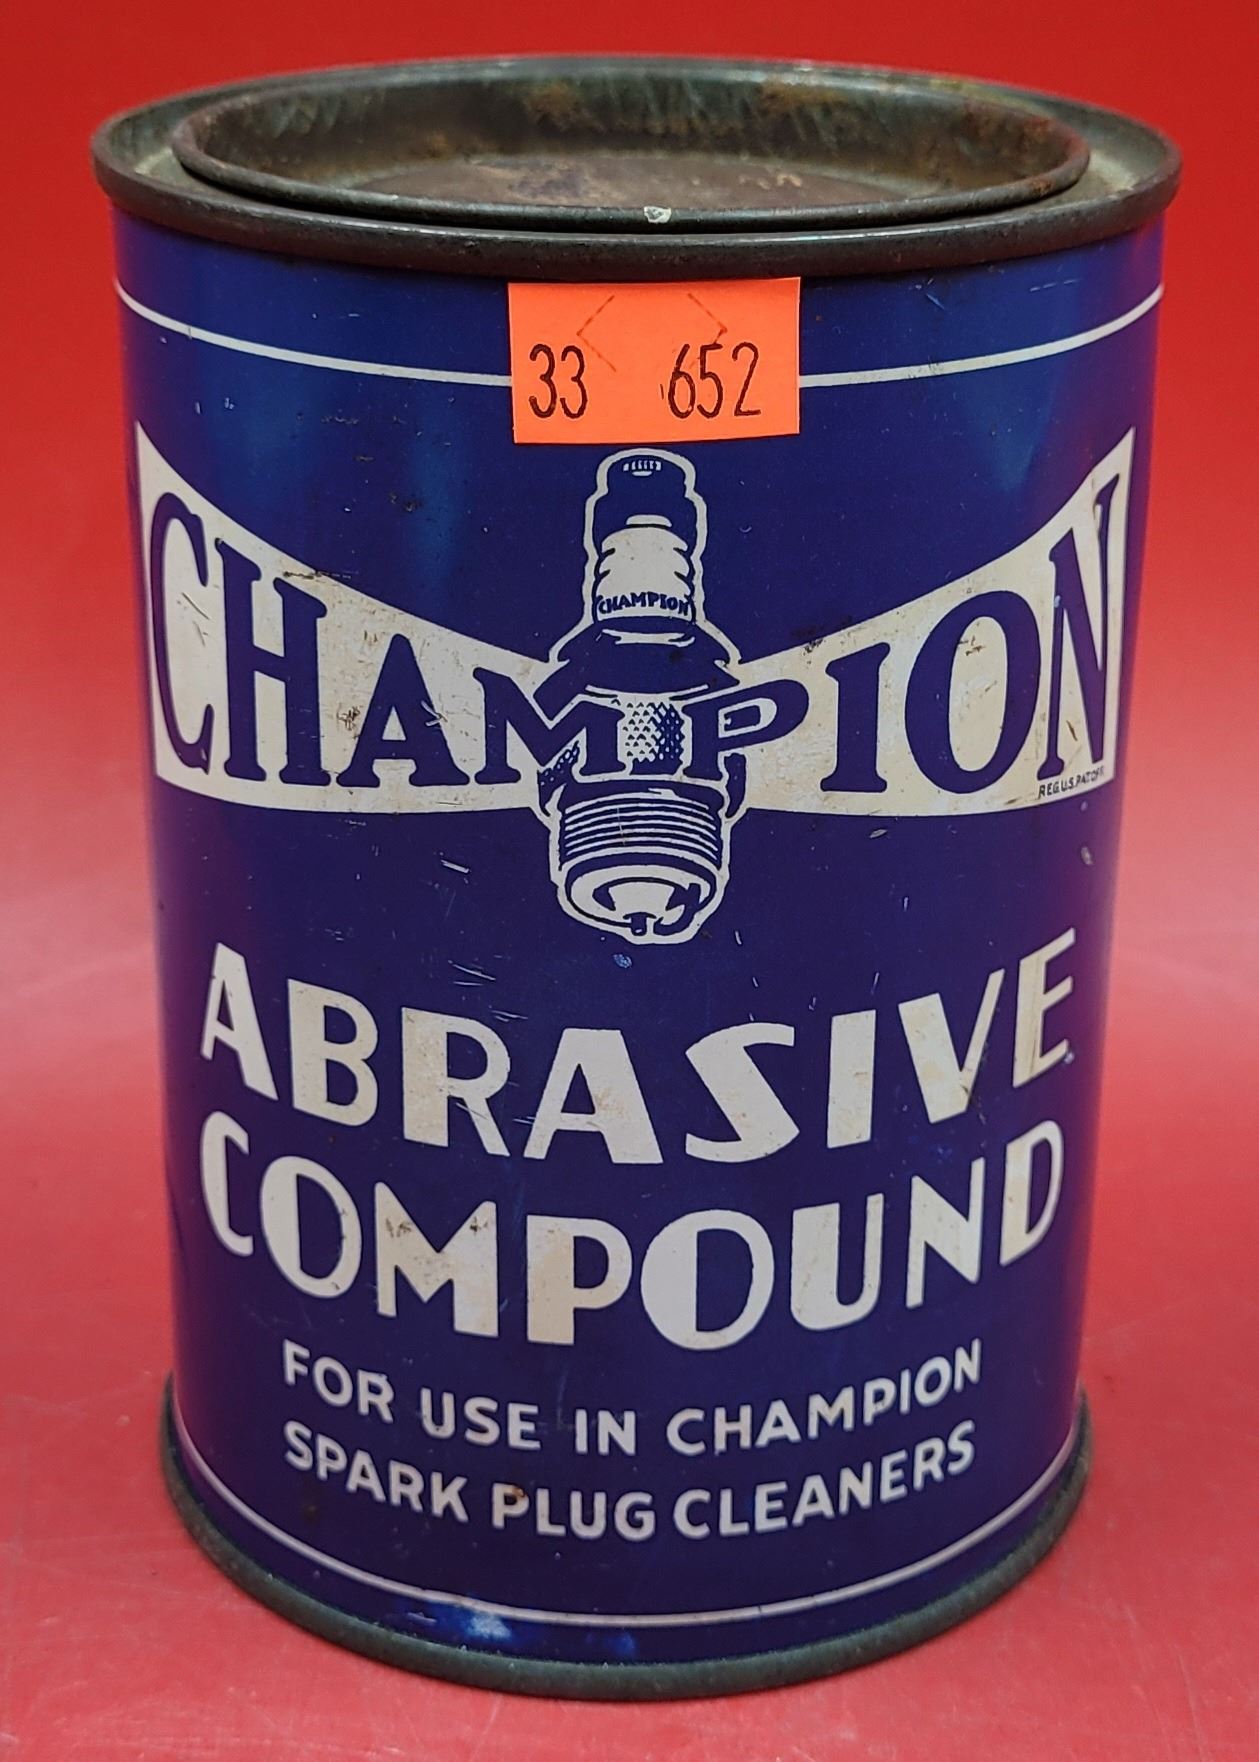 33 652
CHAMPION
CHAMPION
REG.U.S.PAT.OFF.
ABRASIVE
COMPOUND
FOR USE IN CHAMPION
SPARK PLUG CLEANERS